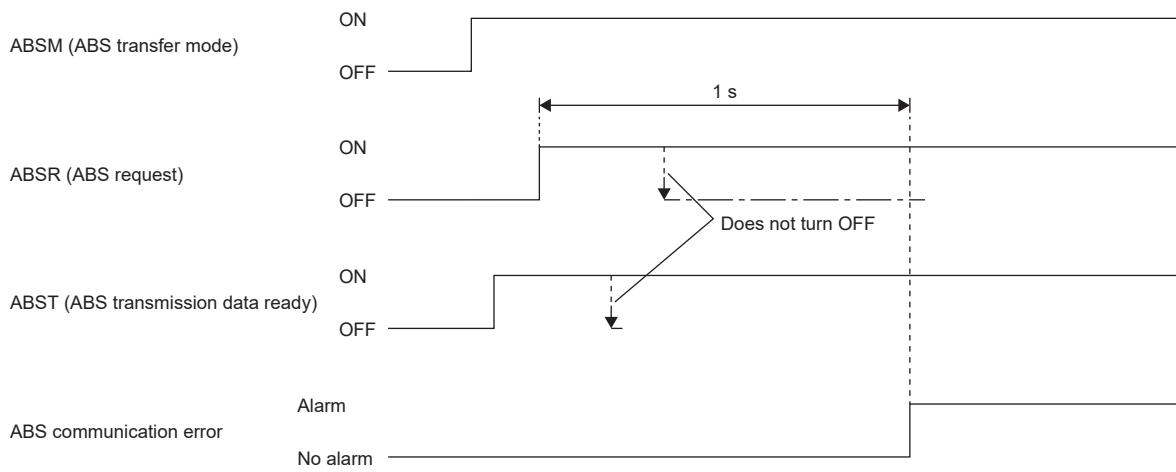 ON
ABSM (ABS transfer mode)
OFF
1 s
ON
ABSR (ABS request)
OFF
Does not turn OFF
ON
ABST (ABS transmission data ready)
OFF
Alarm
ABS communication error
No alarm